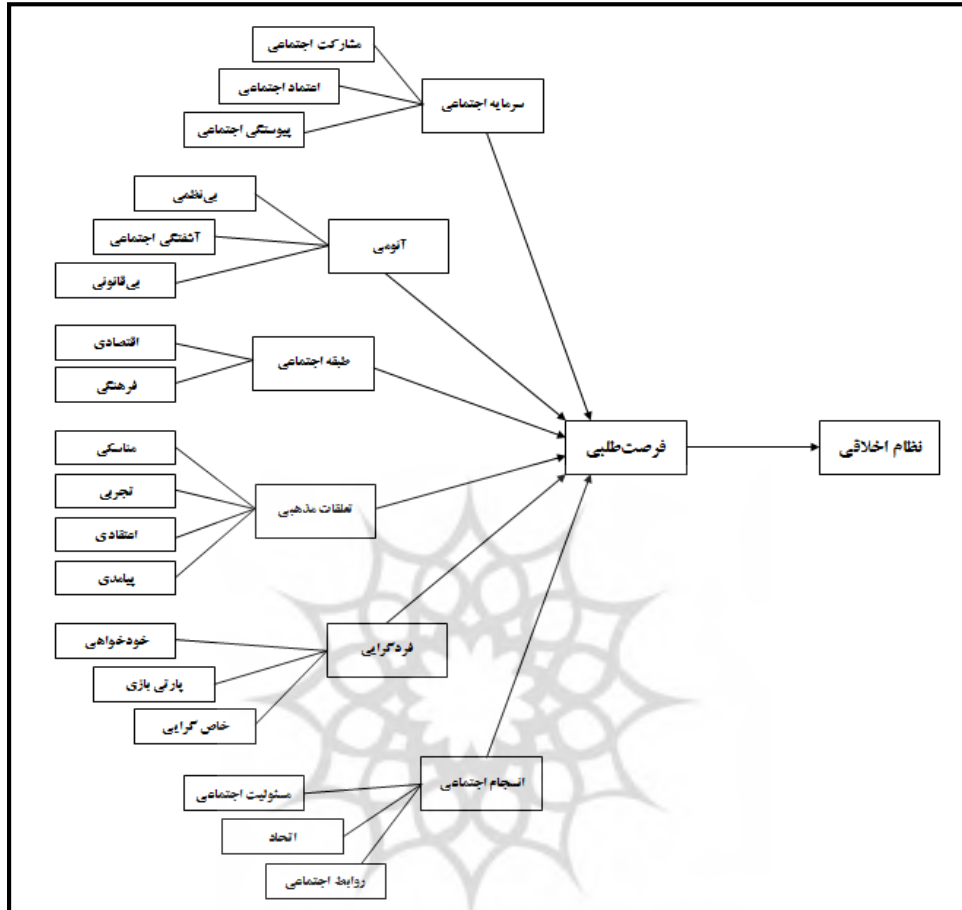 مشارکت اجتماعی
اعتماد اجتماعی
پیوستگی اجتماعی
سرمایه اجتماعی
بی‌نظمی
آشفتگی اجتماعی
بی‌قانونی
آنومی
اقتصادی
فرهنگی
طبقه اجتماعی
مناسکی
تجربی
اعتقادی
پیامدی
تعلقات مذهبی
خودخواهی
پارتی بازی
خاص گرایی
فردگرایی
مسئولیت اجتماعی
اتحاد
روابط اجتماعی
انسجام اجتماعی
فرصت‌طلبی
نظام اخلاقی